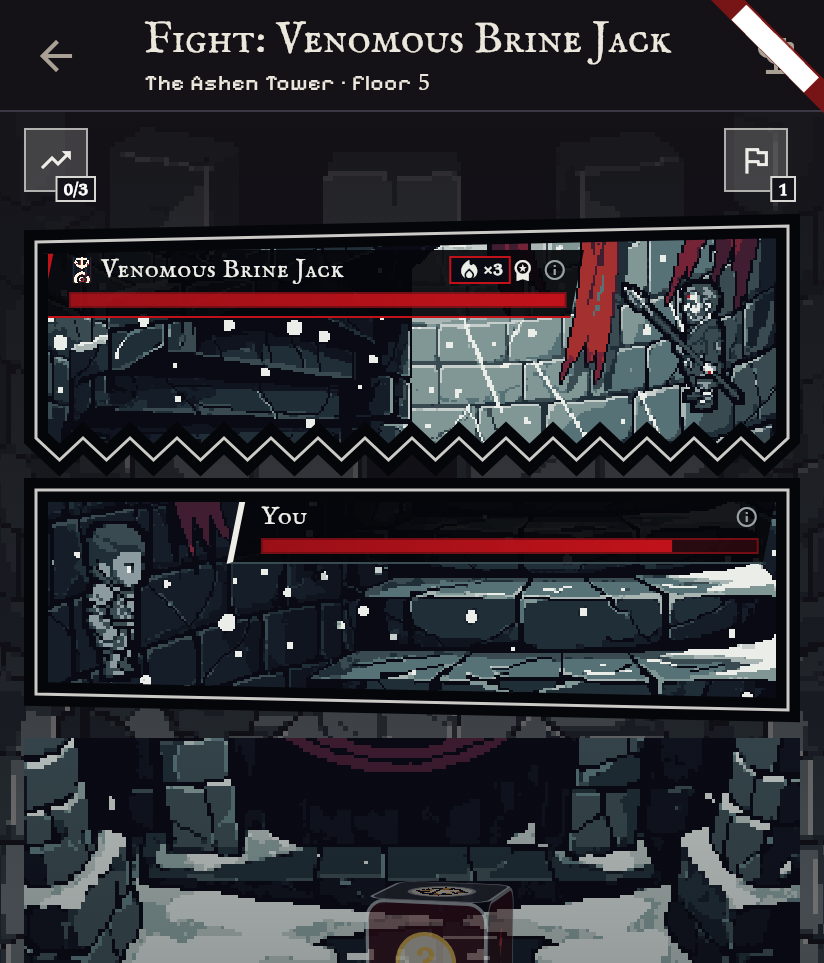 Fight: Venomous Brine Jack
The Ashen Tower · Floor 5
0/3
1
Venomous Brine Jack
×3
You
?